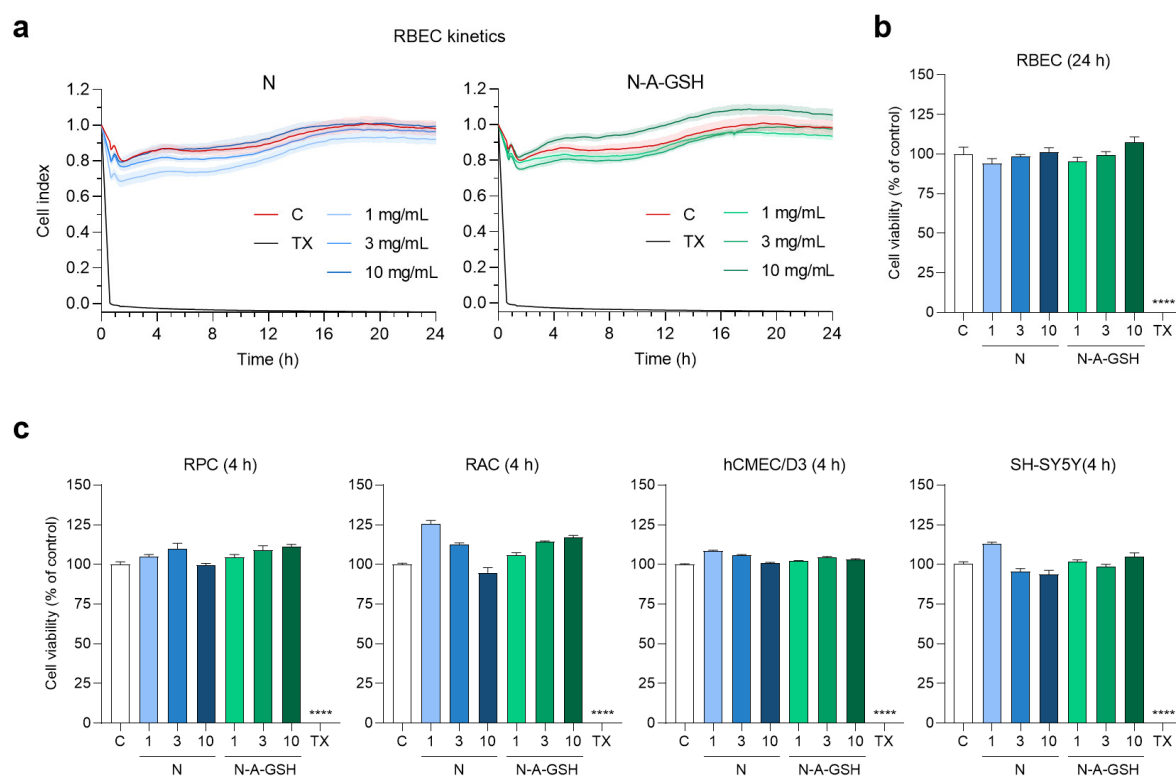 a
RBEC kinetics
N
N-A-GSH
Cell index
1.2
1.0
0.8
0.6
0.4
0.2
0.0
C
TX
1 mg/mL
3 mg/mL
10 mg/mL
0 4 8 12 16 20 24
Time (h)
1.2
1.0
0.8
0.6
0.4
0.2
0.0
C
TX
1 mg/mL
3 mg/mL
10 mg/mL
0 4 8 12 16 20 24
Time (h)
b
RBEC (24 h)
Cell viability (% of control)
150
125
100
75
50
25
0
****
C 1 3 10 1 3 10 TX
N N-A-GSH
c
RPC (4 h)
Cell viability (% of control)
150
125
100
75
50
25
0
****
C 1 3 10 1 3 10 TX
N N-A-GSH
RAC (4 h)
150
125
100
75
50
25
0
****
C 1 3 10 1 3 10 TX
N N-A-GSH
hCMEC/D3 (4 h)
150
125
100
75
50
25
0
****
C 1 3 10 1 3 10 TX
N N-A-GSH
SH-SY5Y(4 h)
150
125
100
75
50
25
0
****
C 1 3 10 1 3 10 TX
N N-A-GSH